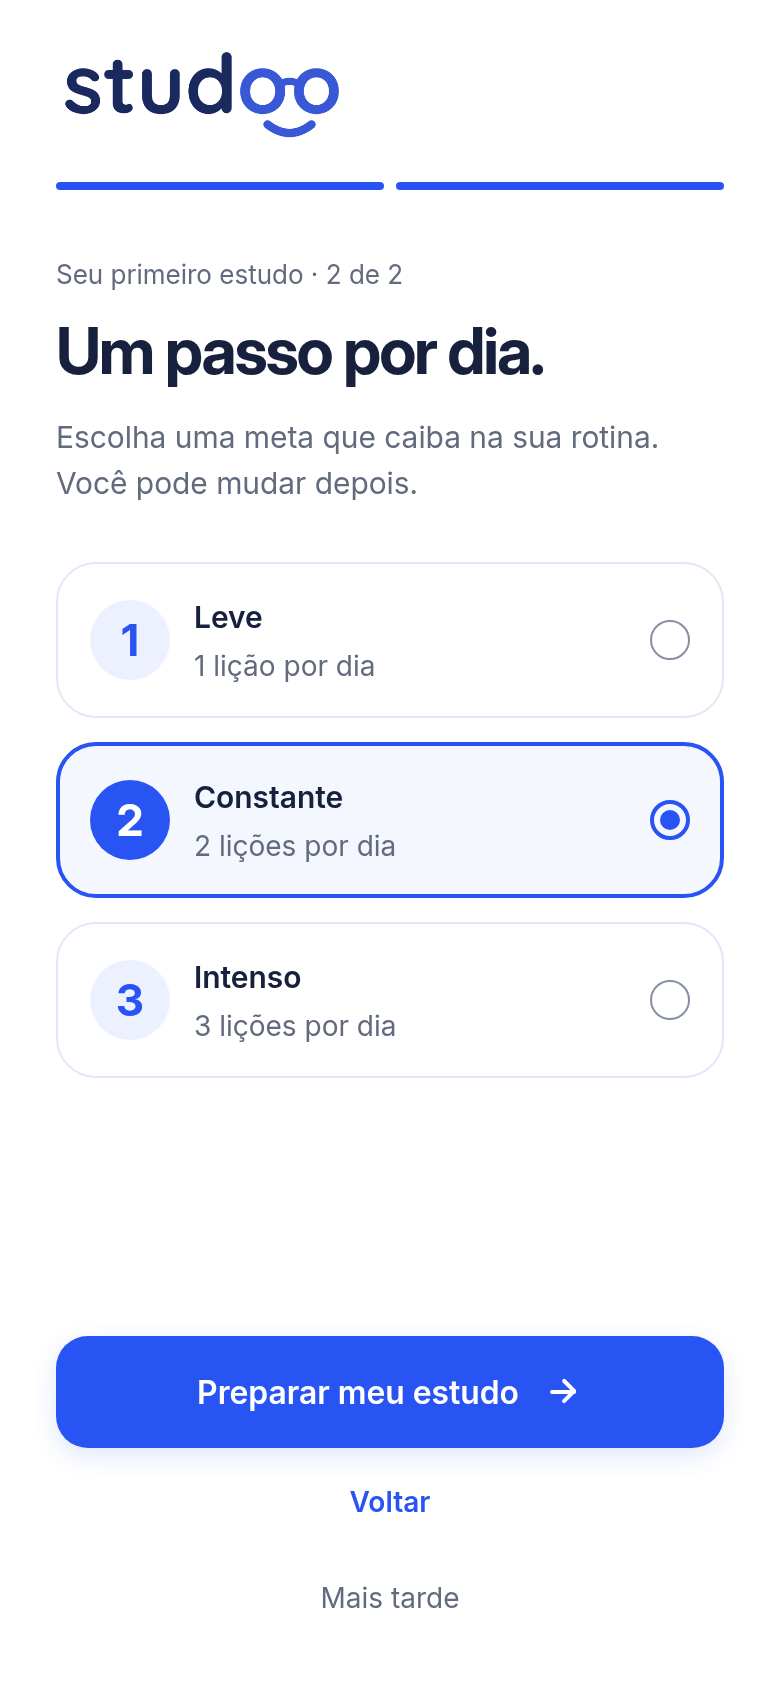 studoo
Seu primeiro estudo · 2 de 2
Um passo por dia.
Escolha uma meta que caiba na sua rotina.
Você pode mudar depois.
1
Leve
1 lição por dia
2
Constante
2 lições por dia
3
Intenso
3 lições por dia
Preparar meu estudo →
Voltar
Mais tarde